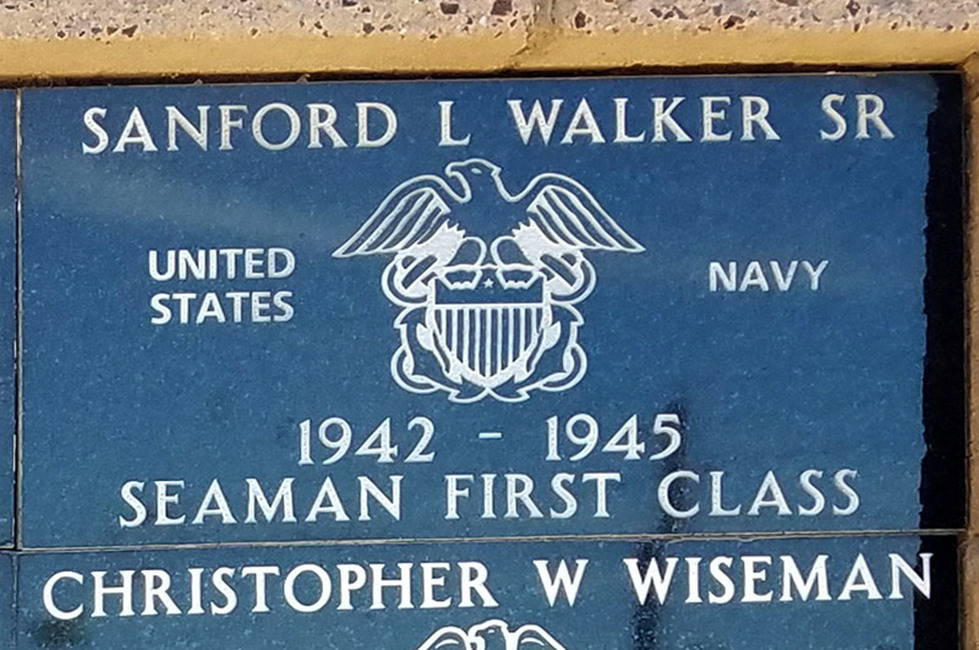 SANFORD L WALKER SR
UNITED
STATES
NAVY
1942 - 1945
SEAMAN FIRST CLASS
CHRISTOPHER W WISEMAN